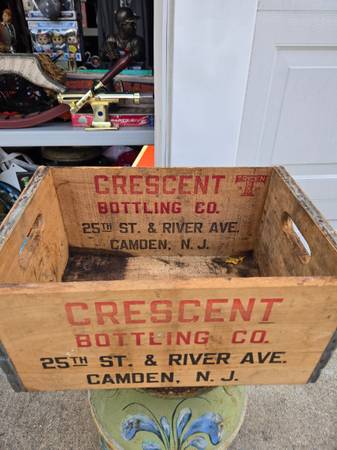 CRESCENT
BOTTLING CO.
25TH ST. & RIVER AVE.
CAMDEN, N. J.
CRESCENT
BOTTLING CO.
25TH ST. & RIVER AVE.
CAMDEN, N. J.